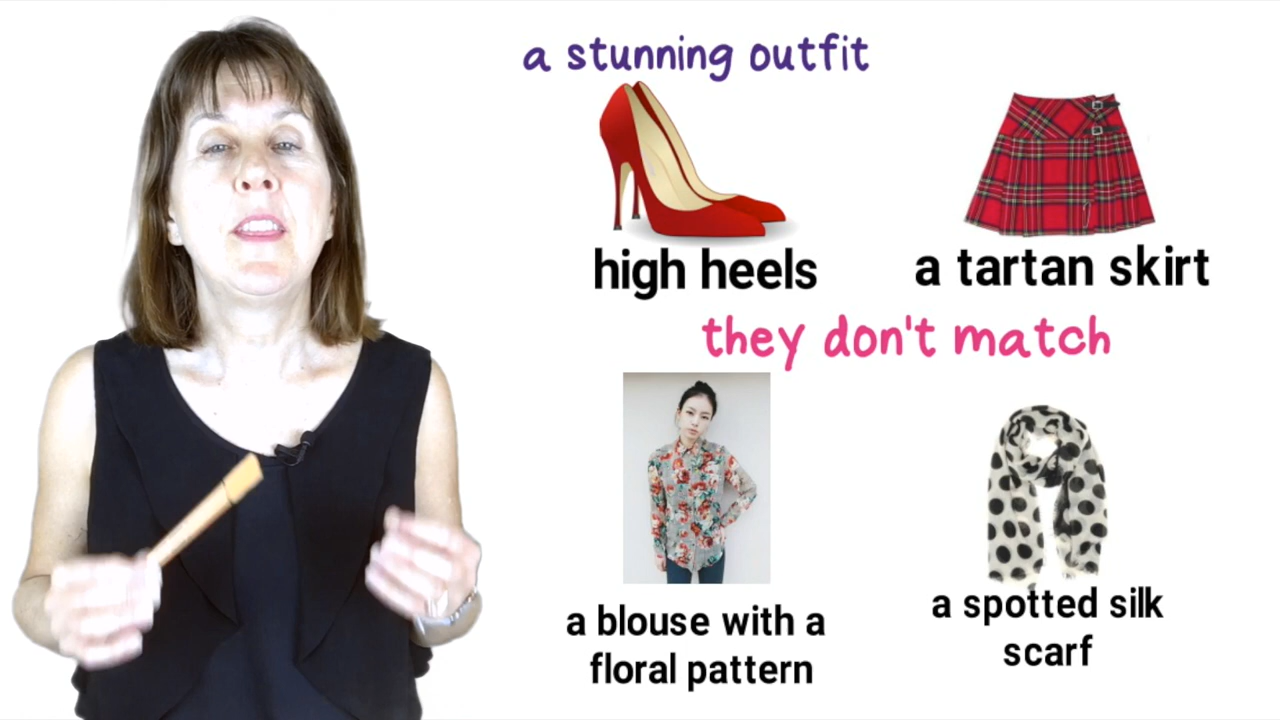 a stunning outfit
high heels
a tartan skirt
they don't match
a blouse with a
floral pattern
a spotted silk
scarf